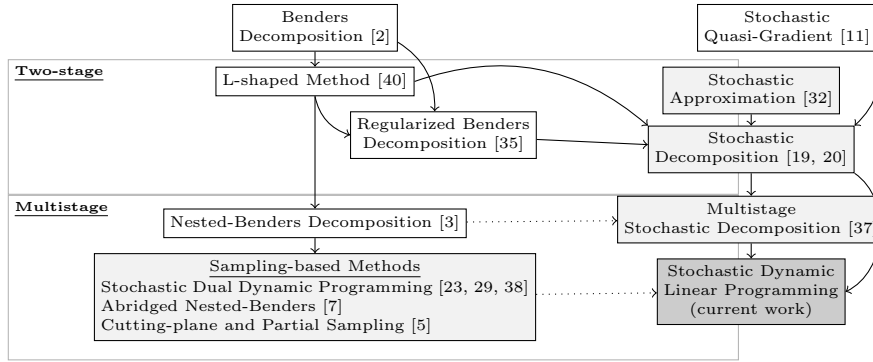 Benders
Decomposition [2]
Stochastic
Quasi-Gradient [11]
Two-stage
L-shaped Method [40]
Stochastic
Approximation [32]
Regularized Benders
Decomposition [35]
Stochastic
Decomposition [19, 20]
Multistage
Nested-Benders Decomposition [3]
Multistage
Stochastic Decomposition [37]
Sampling-based Methods
Stochastic Dual Dynamic Programming [23, 29, 38]
Abridged Nested-Benders [7]
Cutting-plane and Partial Sampling [5]
Stochastic Dynamic
Linear Programming
(current work)